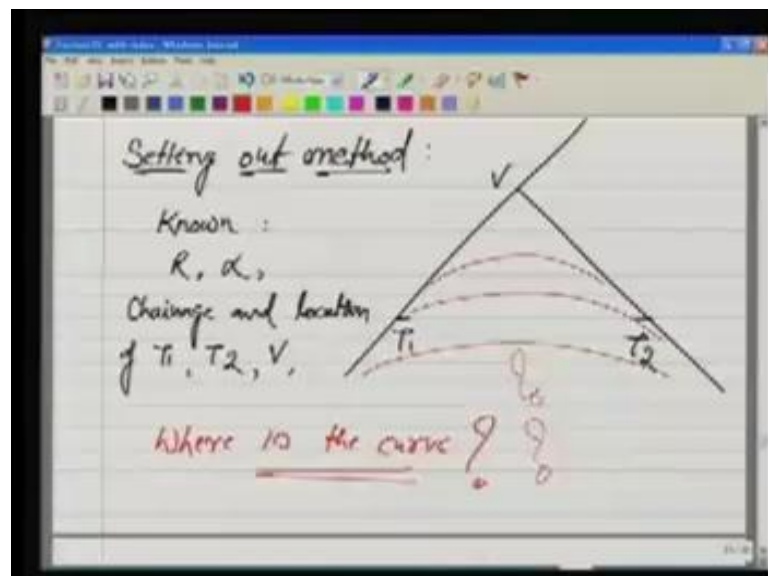 Setting out method :
V
Known :
R, α,
Chainage and location
of T1, T2, V,
T1
T2
Where is the curve ? ?